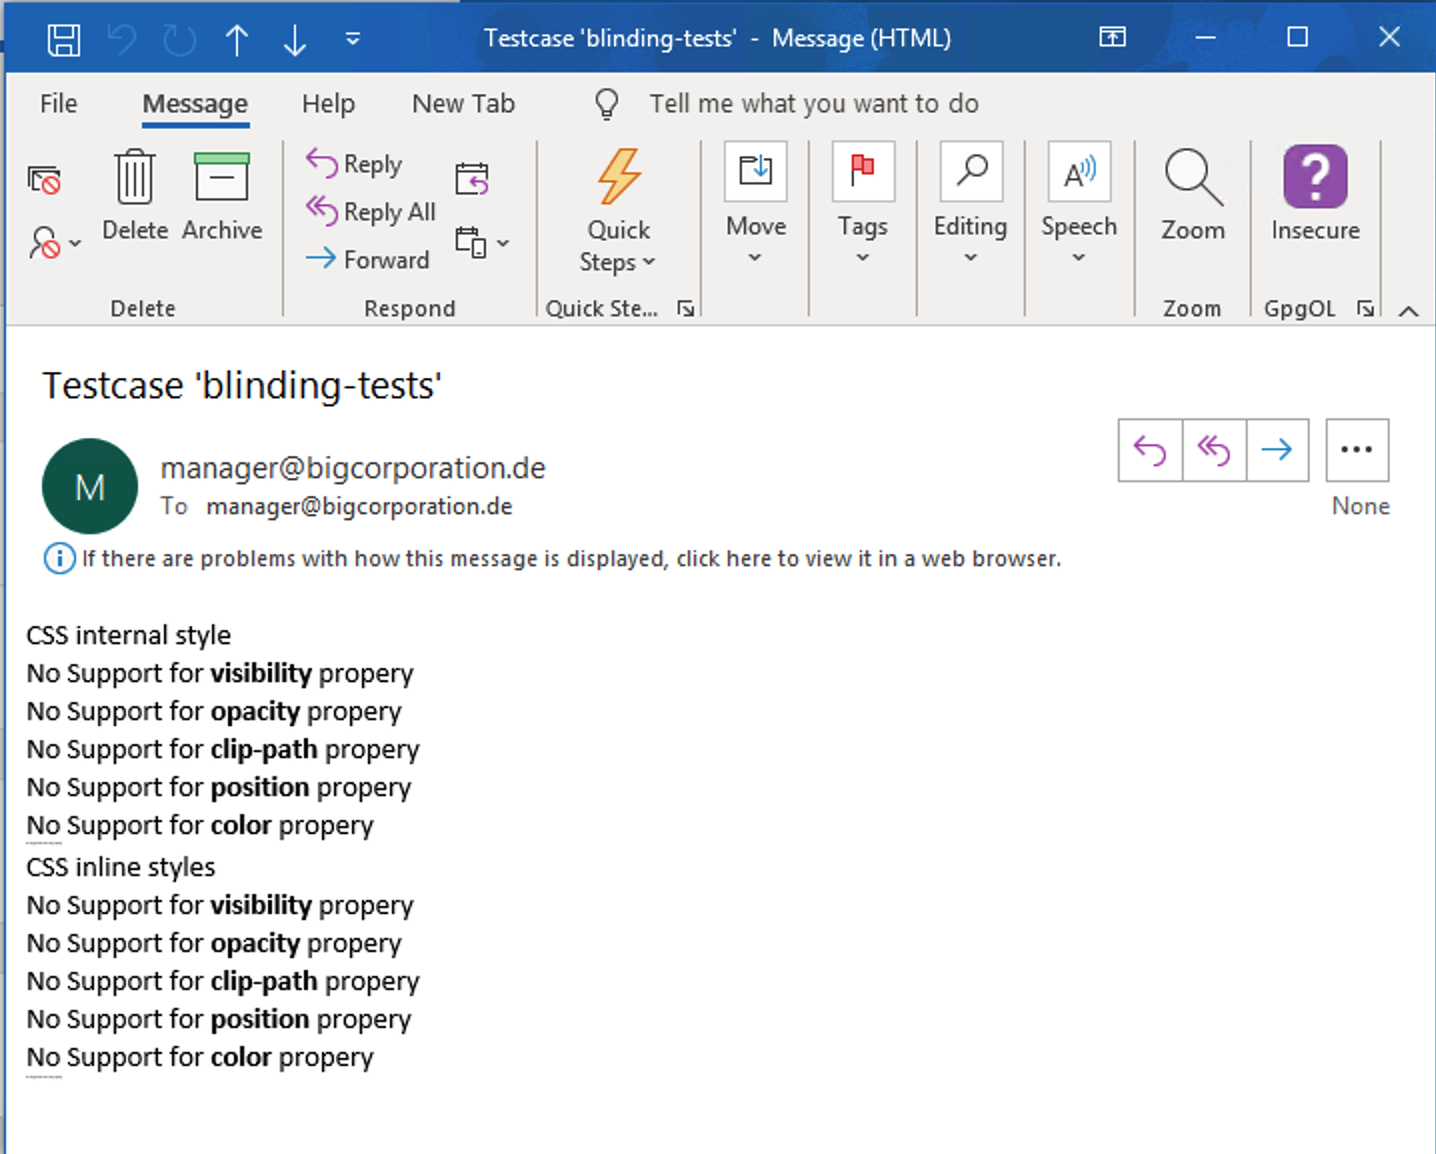 Testcase 'blinding-tests' - Message (HTML)
File Message Help New Tab Tell me what you want to do
Delete Archive
Reply
Reply All
Forward
Quick Steps
Move
Tags
Editing
A
Speech
Zoom
?
Insecure
Delete Respond Quick Ste... Zoom GpgOL
Testcase 'blinding-tests'
M
manager@bigcorporation.de
To manager@bigcorporation.de
None
i
If there are problems with how this message is displayed, click here to view it in a web browser.
CSS internal style
No Support for visibility propery
No Support for opacity propery
No Support for clip-path propery
No Support for position propery
No Support for color propery
CSS inline styles
No Support for visibility propery
No Support for opacity propery
No Support for clip-path propery
No Support for position propery
No Support for color propery